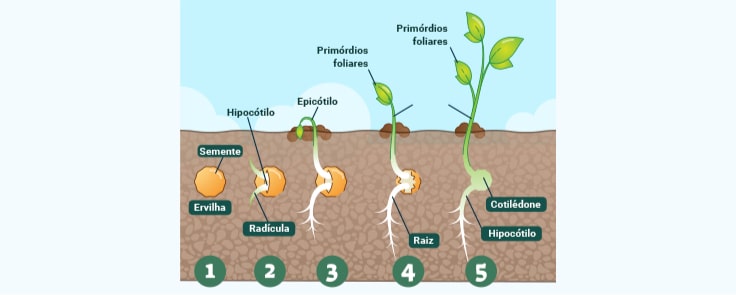 Primórdios
foliares
Primórdios
foliares
Epicótilo
Hipocótilo
Semente
Ervilha
Radícula
Raiz
Cotilédone
Hipocótilo
1
2
3
4
5